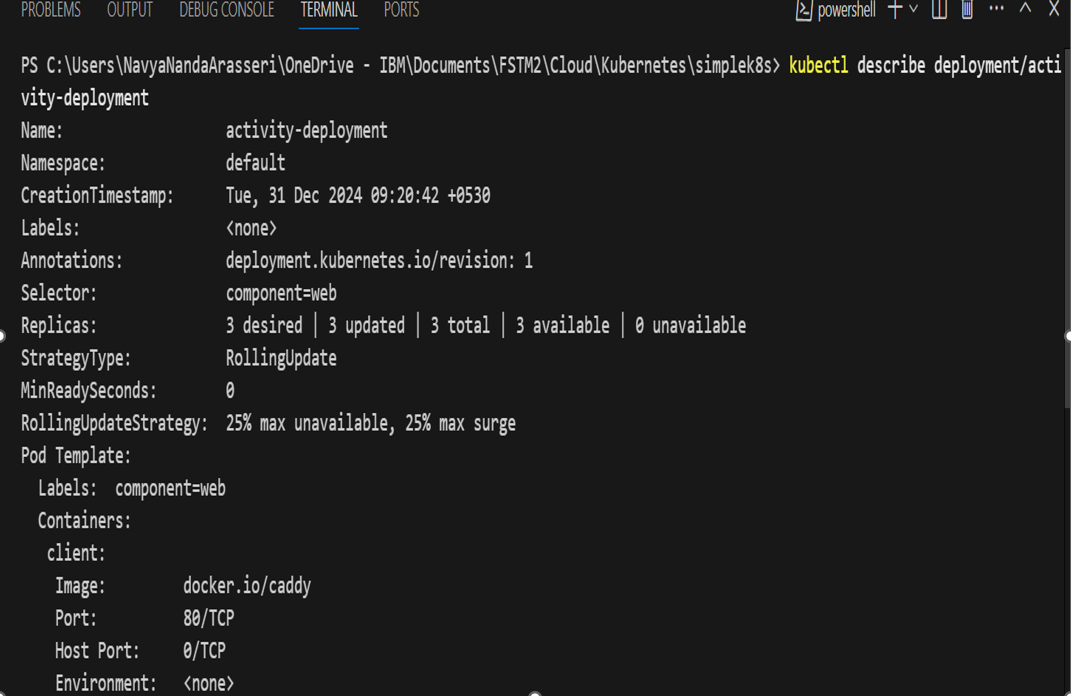 PROBLEMS OUTPUT DEBUG CONSOLE TERMINAL PORTS powershell
PS C:\Users\NavyaNandaArasseri\OneDrive - IBM\Documents\FSTM2\Cloud\Kubernetes\simplek8s> kubectl describe deployment/acti
vity-deployment
Name: activity-deployment
Namespace: default
CreationTimestamp: Tue, 31 Dec 2024 09:20:42 +0530
Labels: <none>
Annotations: deployment.kubernetes.io/revision: 1
Selector: component=web
Replicas: 3 desired | 3 updated | 3 total | 3 available | 0 unavailable
StrategyType: RollingUpdate
MinReadySeconds: 0
RollingUpdateStrategy: 25% max unavailable, 25% max surge
Pod Template:
Labels: component=web
Containers:
client:
Image: docker.io/caddy
Port: 80/TCP
Host Port: 0/TCP
Environment: <none>